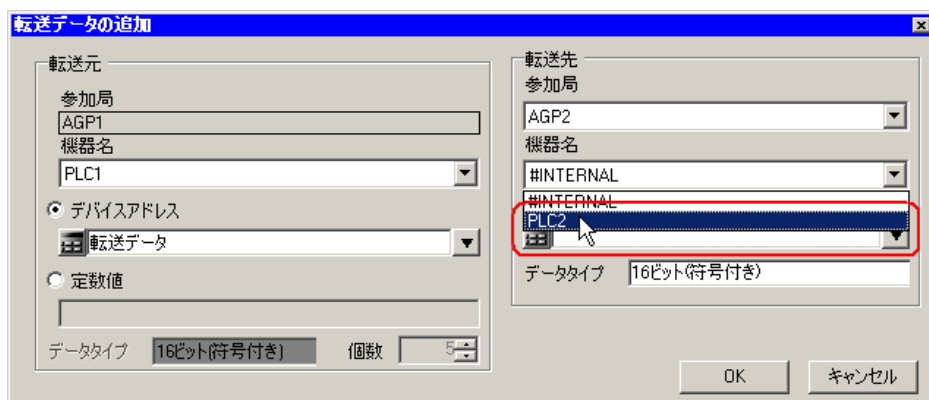 転送データの追加
転送元
参加局
AGP1
機器名
PLC1
デバイスアドレス
転送データ
定数値
データタイプ 16ビット(符号付き) 個数 5
転送先
参加局
AGP2
機器名
#INTERNAL
#INTERNAL
PLC2
データタイプ 16ビット(符号付き)
OK キャンセル